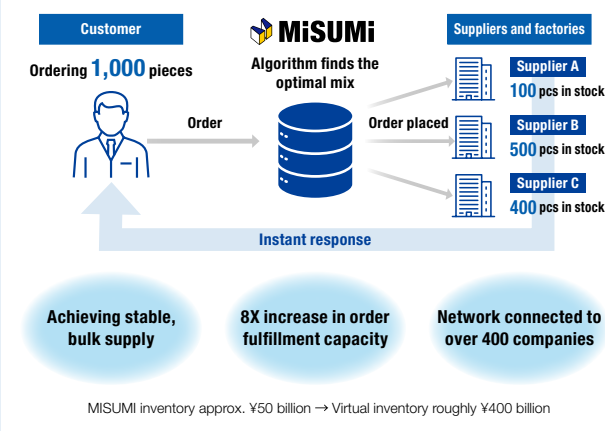 Customer
MiSUMi
Suppliers and factories
Ordering 1,000 pieces
Algorithm finds the
optimal mix
Supplier A
100 pcs in stock
Order
Order placed
Supplier B
500 pcs in stock
Supplier C
400 pcs in stock
Instant response
Achieving stable,
bulk supply
8X increase in order
fulfillment capacity
Network connected to
over 400 companies
MISUMI inventory approx. ¥50 billion → Virtual inventory roughly ¥400 billion